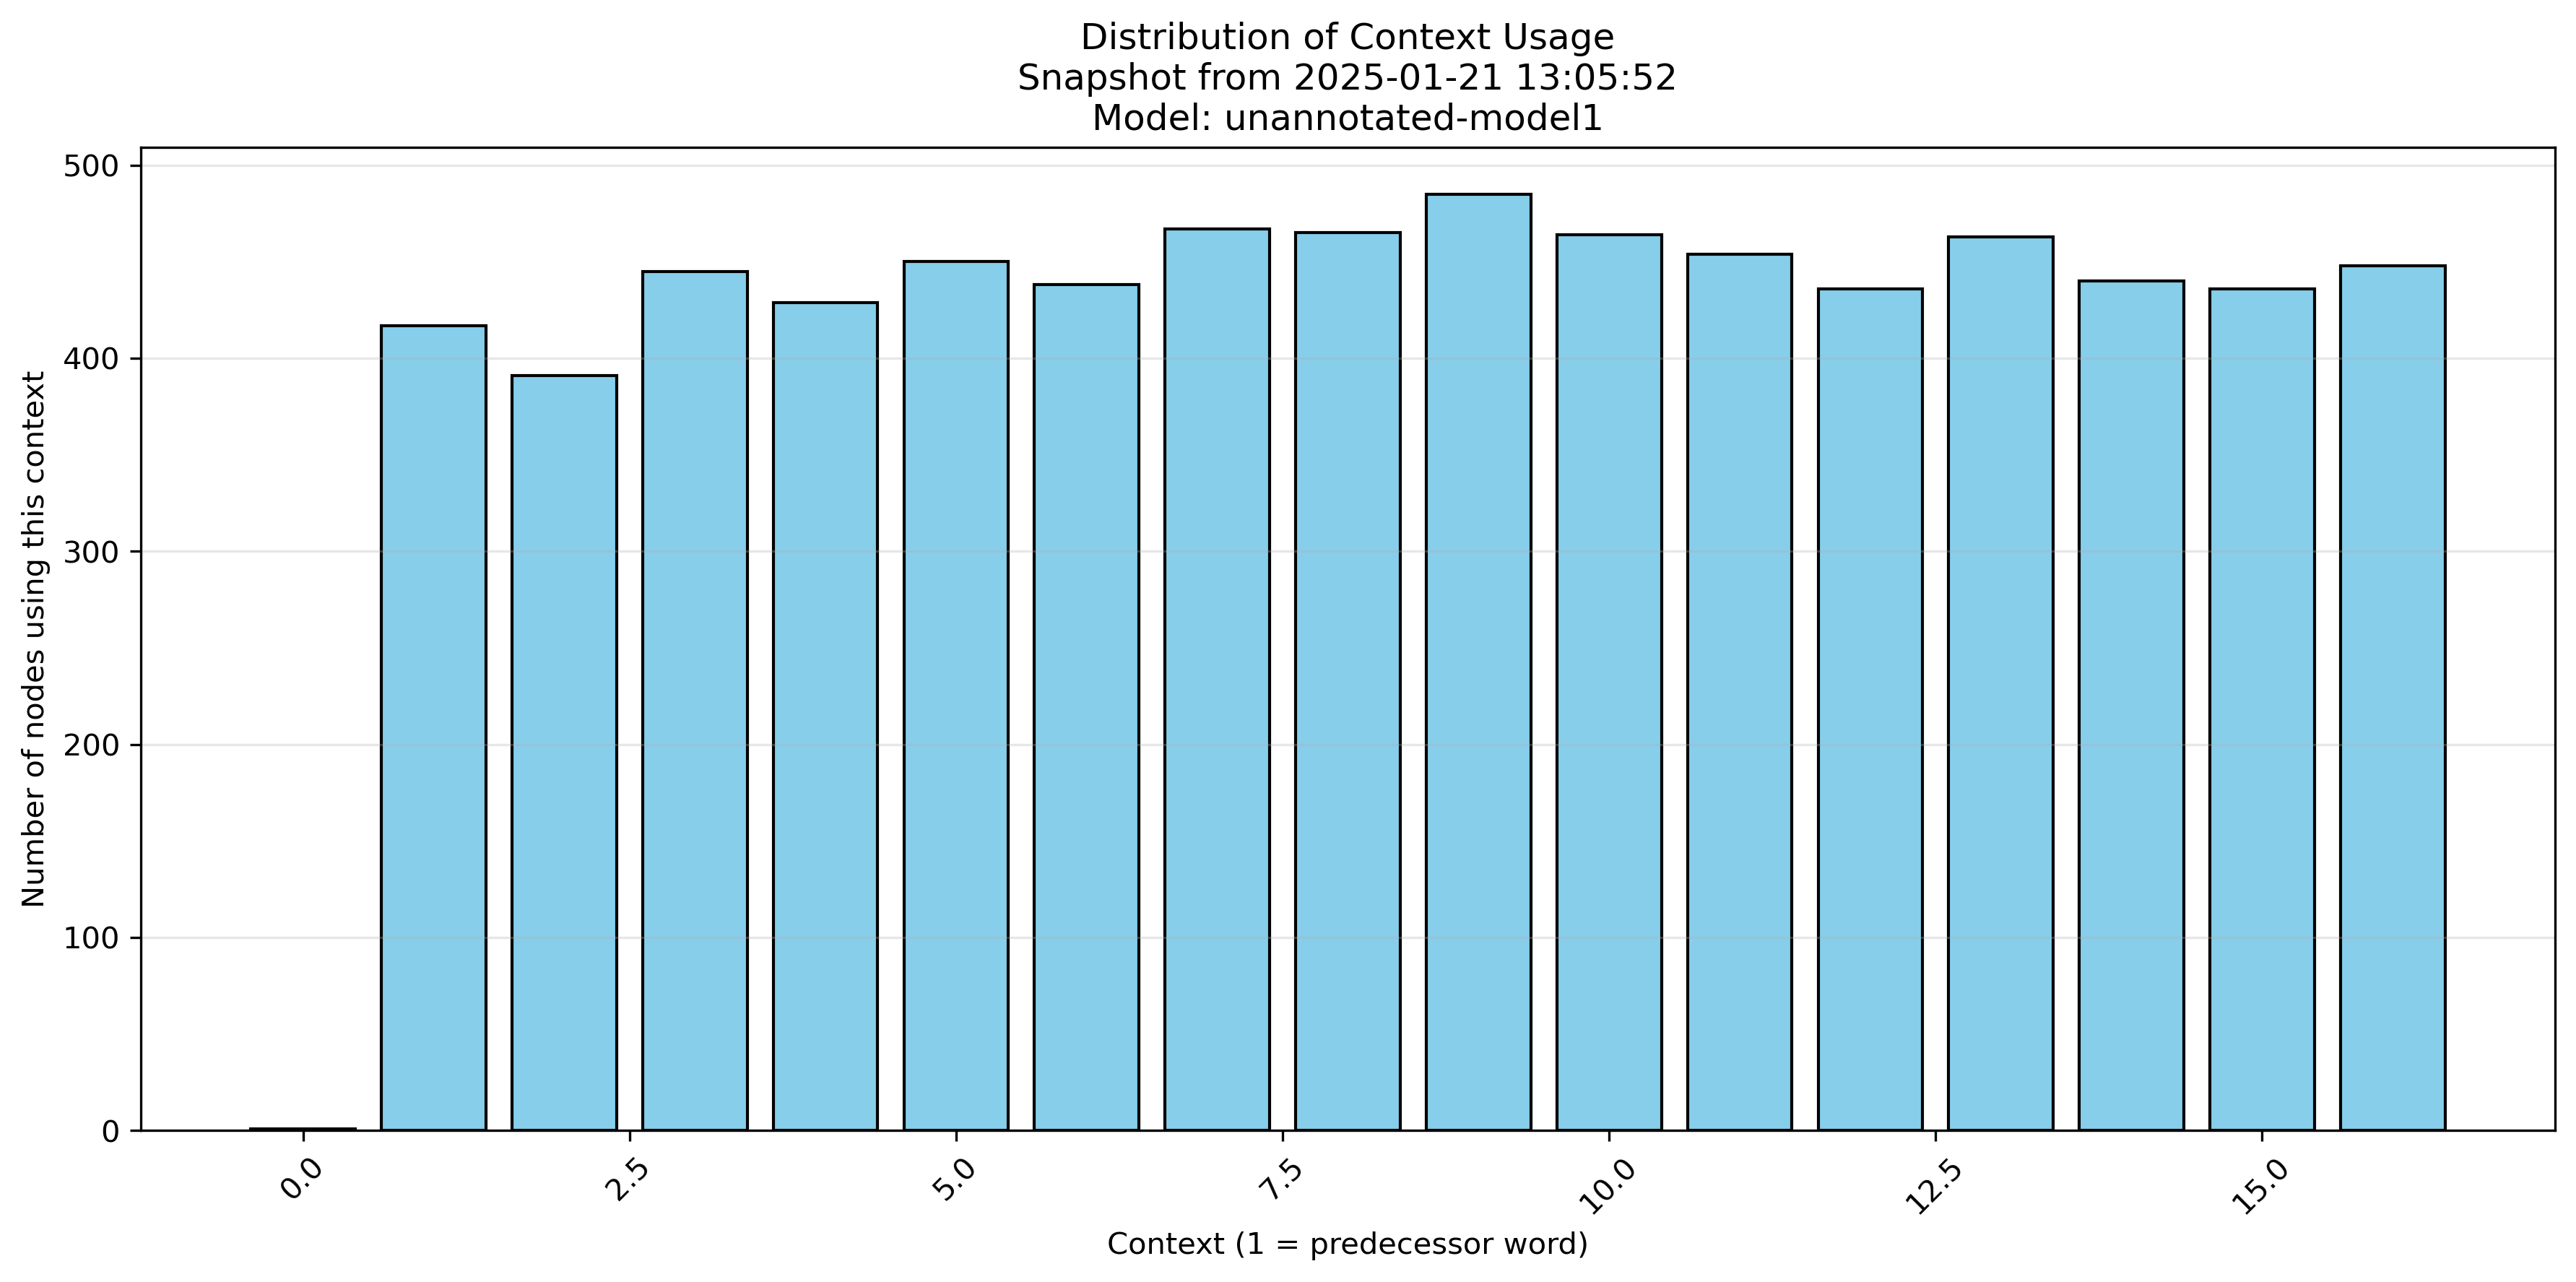 Distribution of Context Usage
Snapshot from 2025-01-21 13:05:52
Model: unannotated-model1
Number of nodes using this context
500
400
300
200
100
0
0.0
2.5
5.0
7.5
10.0
12.5
15.0
Context (1 = predecessor word)